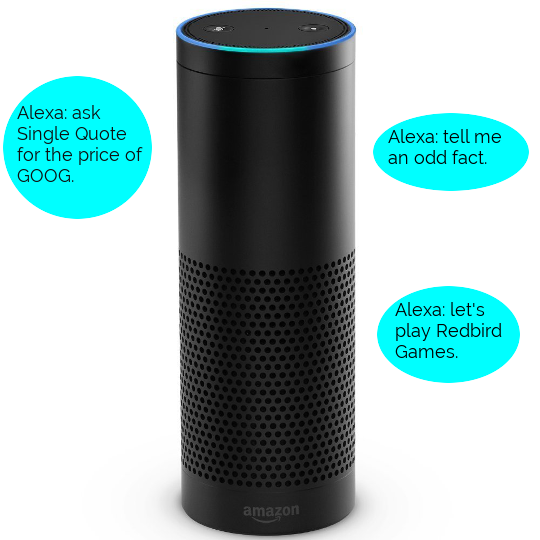 Alexa: ask
Single Quote
for the price of
GOOG.
Alexa: tell me
an odd fact.
Alexa: let's
play Redbird
Games.
amazon